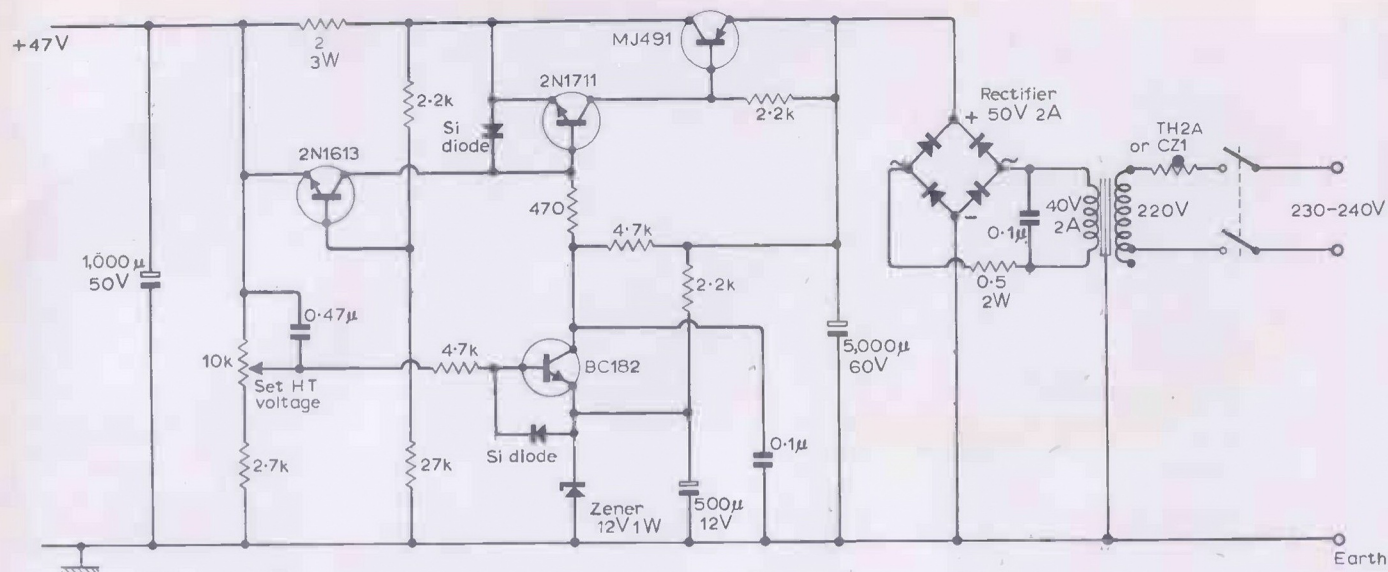 +47V
2
3W
MJ491
2·2k
2N1711
2·2k
Si
diode
Rectifier
50V 2A
+
TH2A
or CZ1
2N1613
~
~
470
4·7k
40V
2A
220V
230-240V
0·1μ
-
1,000μ
50V
2·2k
0·5
2W
0·47μ
5,000μ
60V
10k
4·7k
Set HT
voltage
BC182
2·7k
27k
Si diode
0·1μ
Zener
12V 1W
500μ
12V
Earth